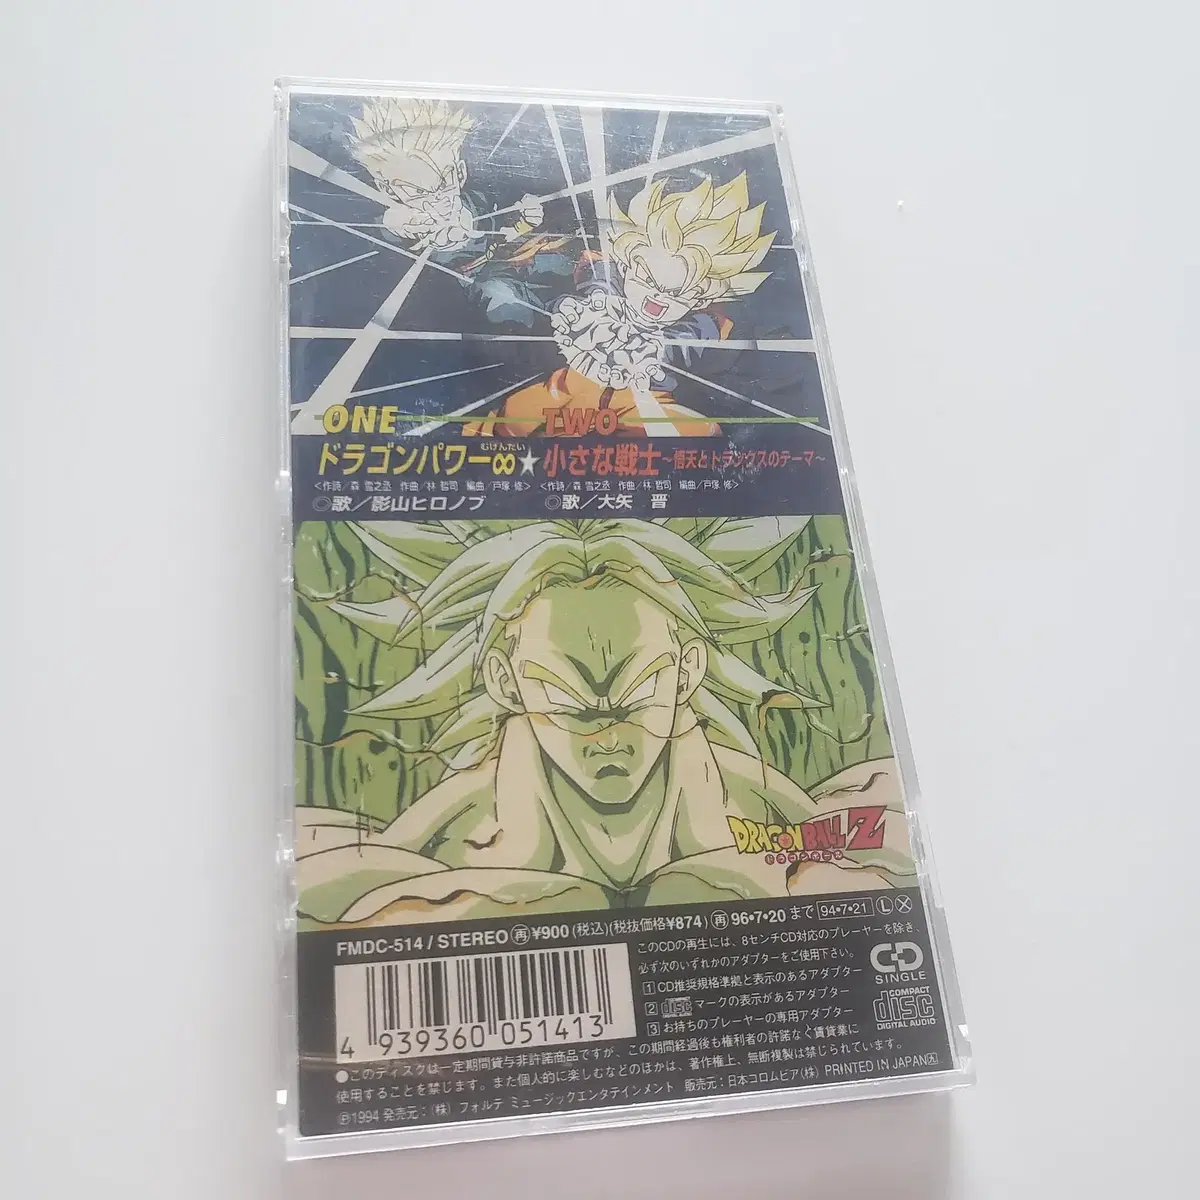 ONE
ドラゴンパワー∞
むげんだい
<作詩/森 雪之丞 作曲/林 哲司 編曲/戸塚 修>
◎歌/影山ヒロノブ
★
TWO
小さな戦士~悟天とトランクスのテーマ~
<作詩/森 雪之丞 作曲/林 哲司 編曲/戸塚 修>
◎歌/大矢 晋
DRAGON BALL Z
ドラゴンボール
FMDC-514 / STEREO 再 ¥900 (税込)(税抜価格¥874) 再 96•7•20 まで 94•7•21 L X
4 939360 051413
このCDの再生には、8センチCD対応のプレーヤーを除き、
必ず次のいずれかのアダプターをご使用下さい。
1 CD推奨規格準拠と表示のあるアダプター
2 disc マークの表示があるアダプター
3 お持ちのプレーヤーの専用アダプター
CD
SINGLE
COMPACT
disc
DIGITAL AUDIO
●このディスクは一定期間貸与非許諾商品ですが、この期間経過後も権利者の許諾なく賃貸業に
使用することを禁じます。また個人的に楽しむなどのほかは、著作権上、無断複製は禁じられています。
Ⓟ1994 発売元:(株) フォルテ ミュージックエンタテインメント 販売元:日本コロムビア(株) PRINTED IN JAPAN